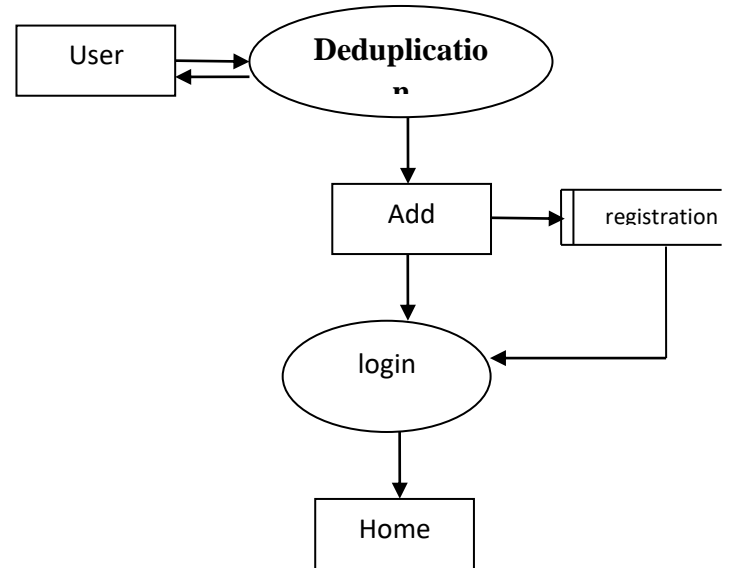 User
Deduplicatio
n
Add
registration
login
Home